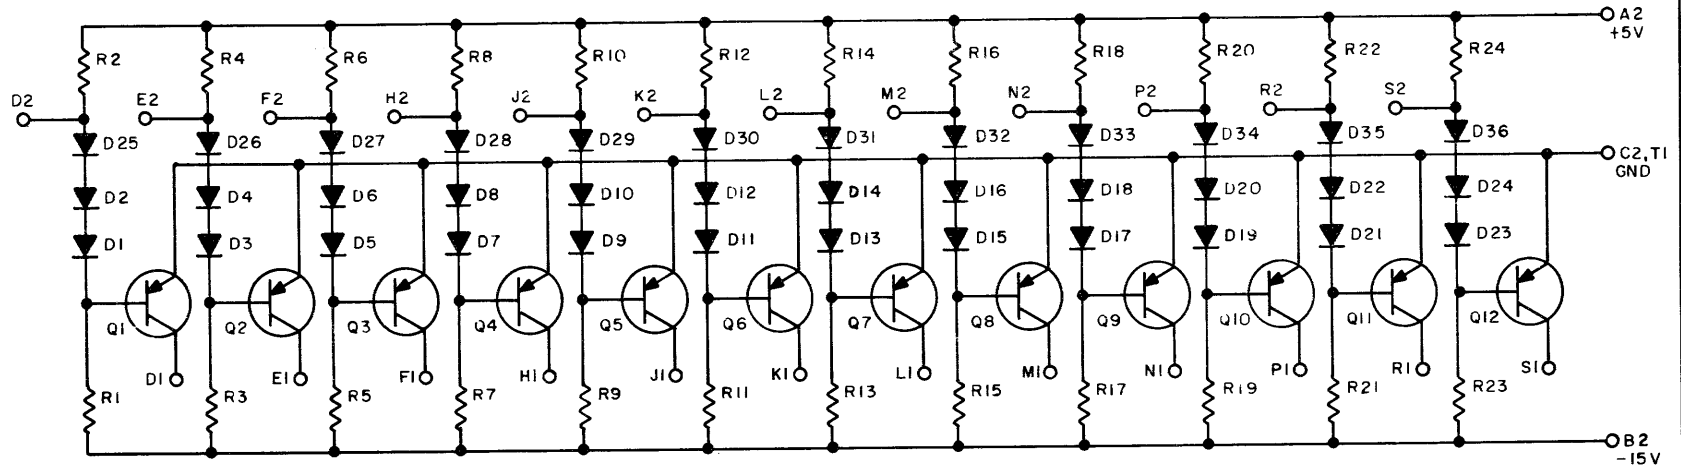 A2
+5V
R2 R4 R6 R8 R10 R12 R14 R16 R18 R20 R22 R24
D2 E2 F2 H2 J2 K2 L2 M2 N2 P2 R2 S2
D25 D26 D27 D28 D29 D30 D31 D32 D33 D34 D35 D36
C2,T1
GND
D2 D4 D6 D8 D10 D12 D14 D16 D18 D20 D22 D24
D1 D3 D5 D7 D9 D11 D13 D15 D17 D19 D21 D23
Q1 Q2 Q3 Q4 Q5 Q6 Q7 Q8 Q9 Q10 Q11 Q12
D1 E1 F1 H1 J1 K1 L1 M1 N1 P1 R1 S1
R1 R3 R5 R7 R9 R11 R13 R15 R17 R19 R21 R23
B2
-15V